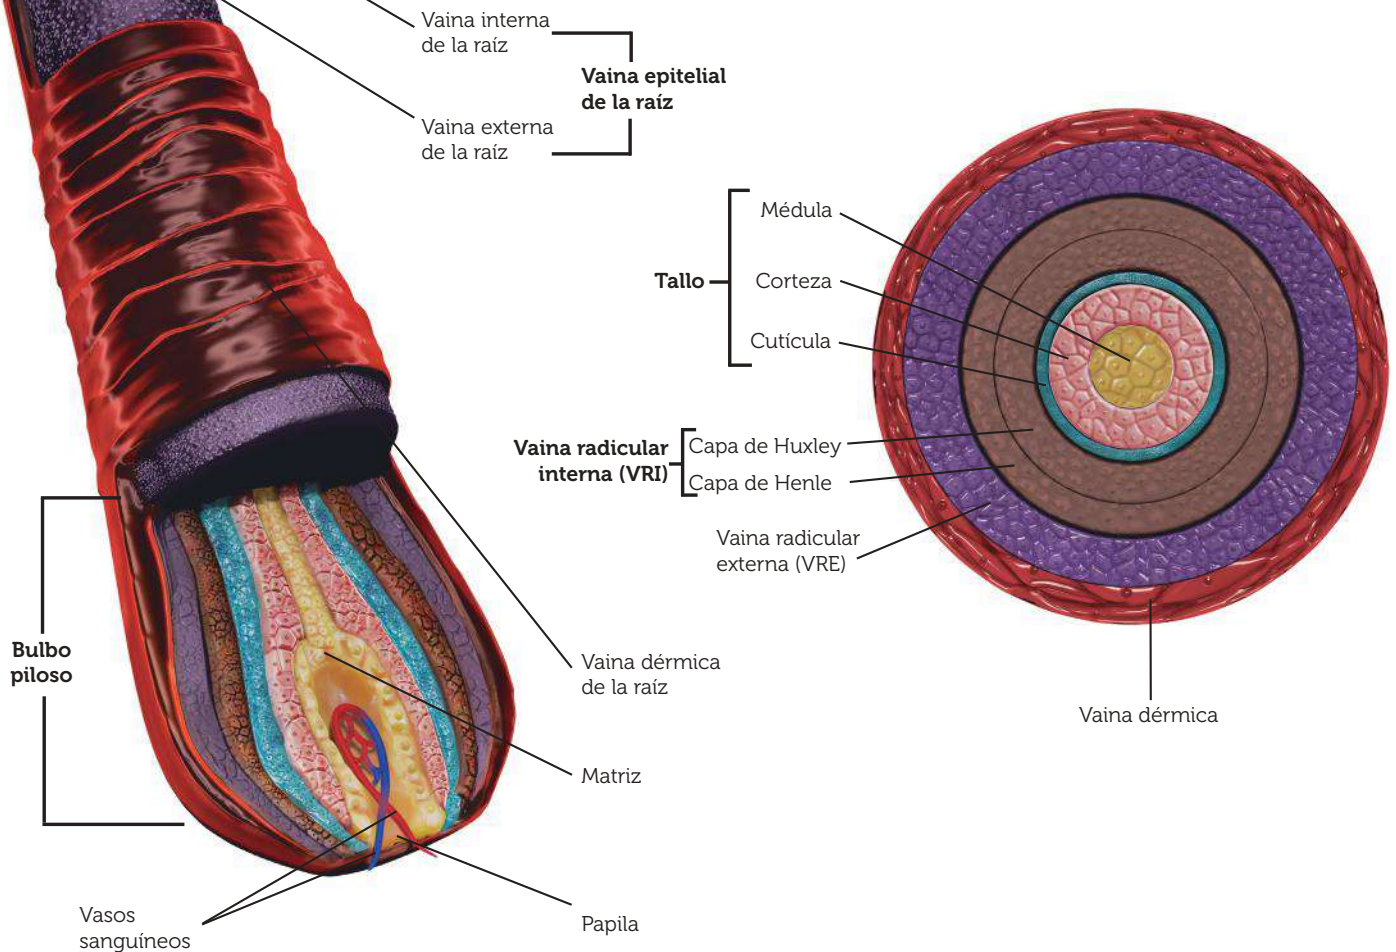 Vaina interna
de la raíz
Vaina epitelial
de la raíz
Vaina externa
de la raíz
Médula
Tallo
Corteza
Cutícula
Vaina radicular
interna (VRI)
Capa de Huxley
Capa de Henle
Vaina radicular
externa (VRE)
Bulbo
piloso
Vaina dérmica
de la raíz
Vaina dérmica
Matriz
Vasos
sanguíneos
Papila